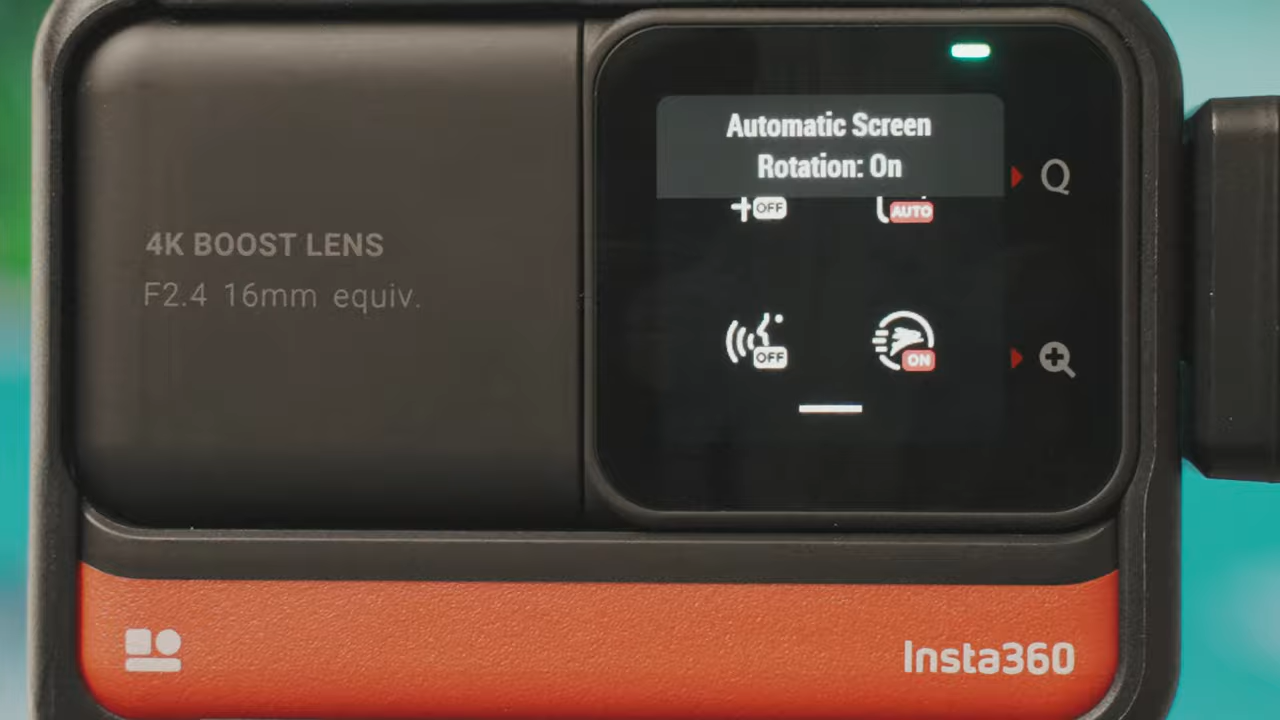 Automatic Screen
Rotation: On
Q
OFF
AUTO
4K BOOST LENS
F2.4 16mm equiv.
OFF
ON
Insta360